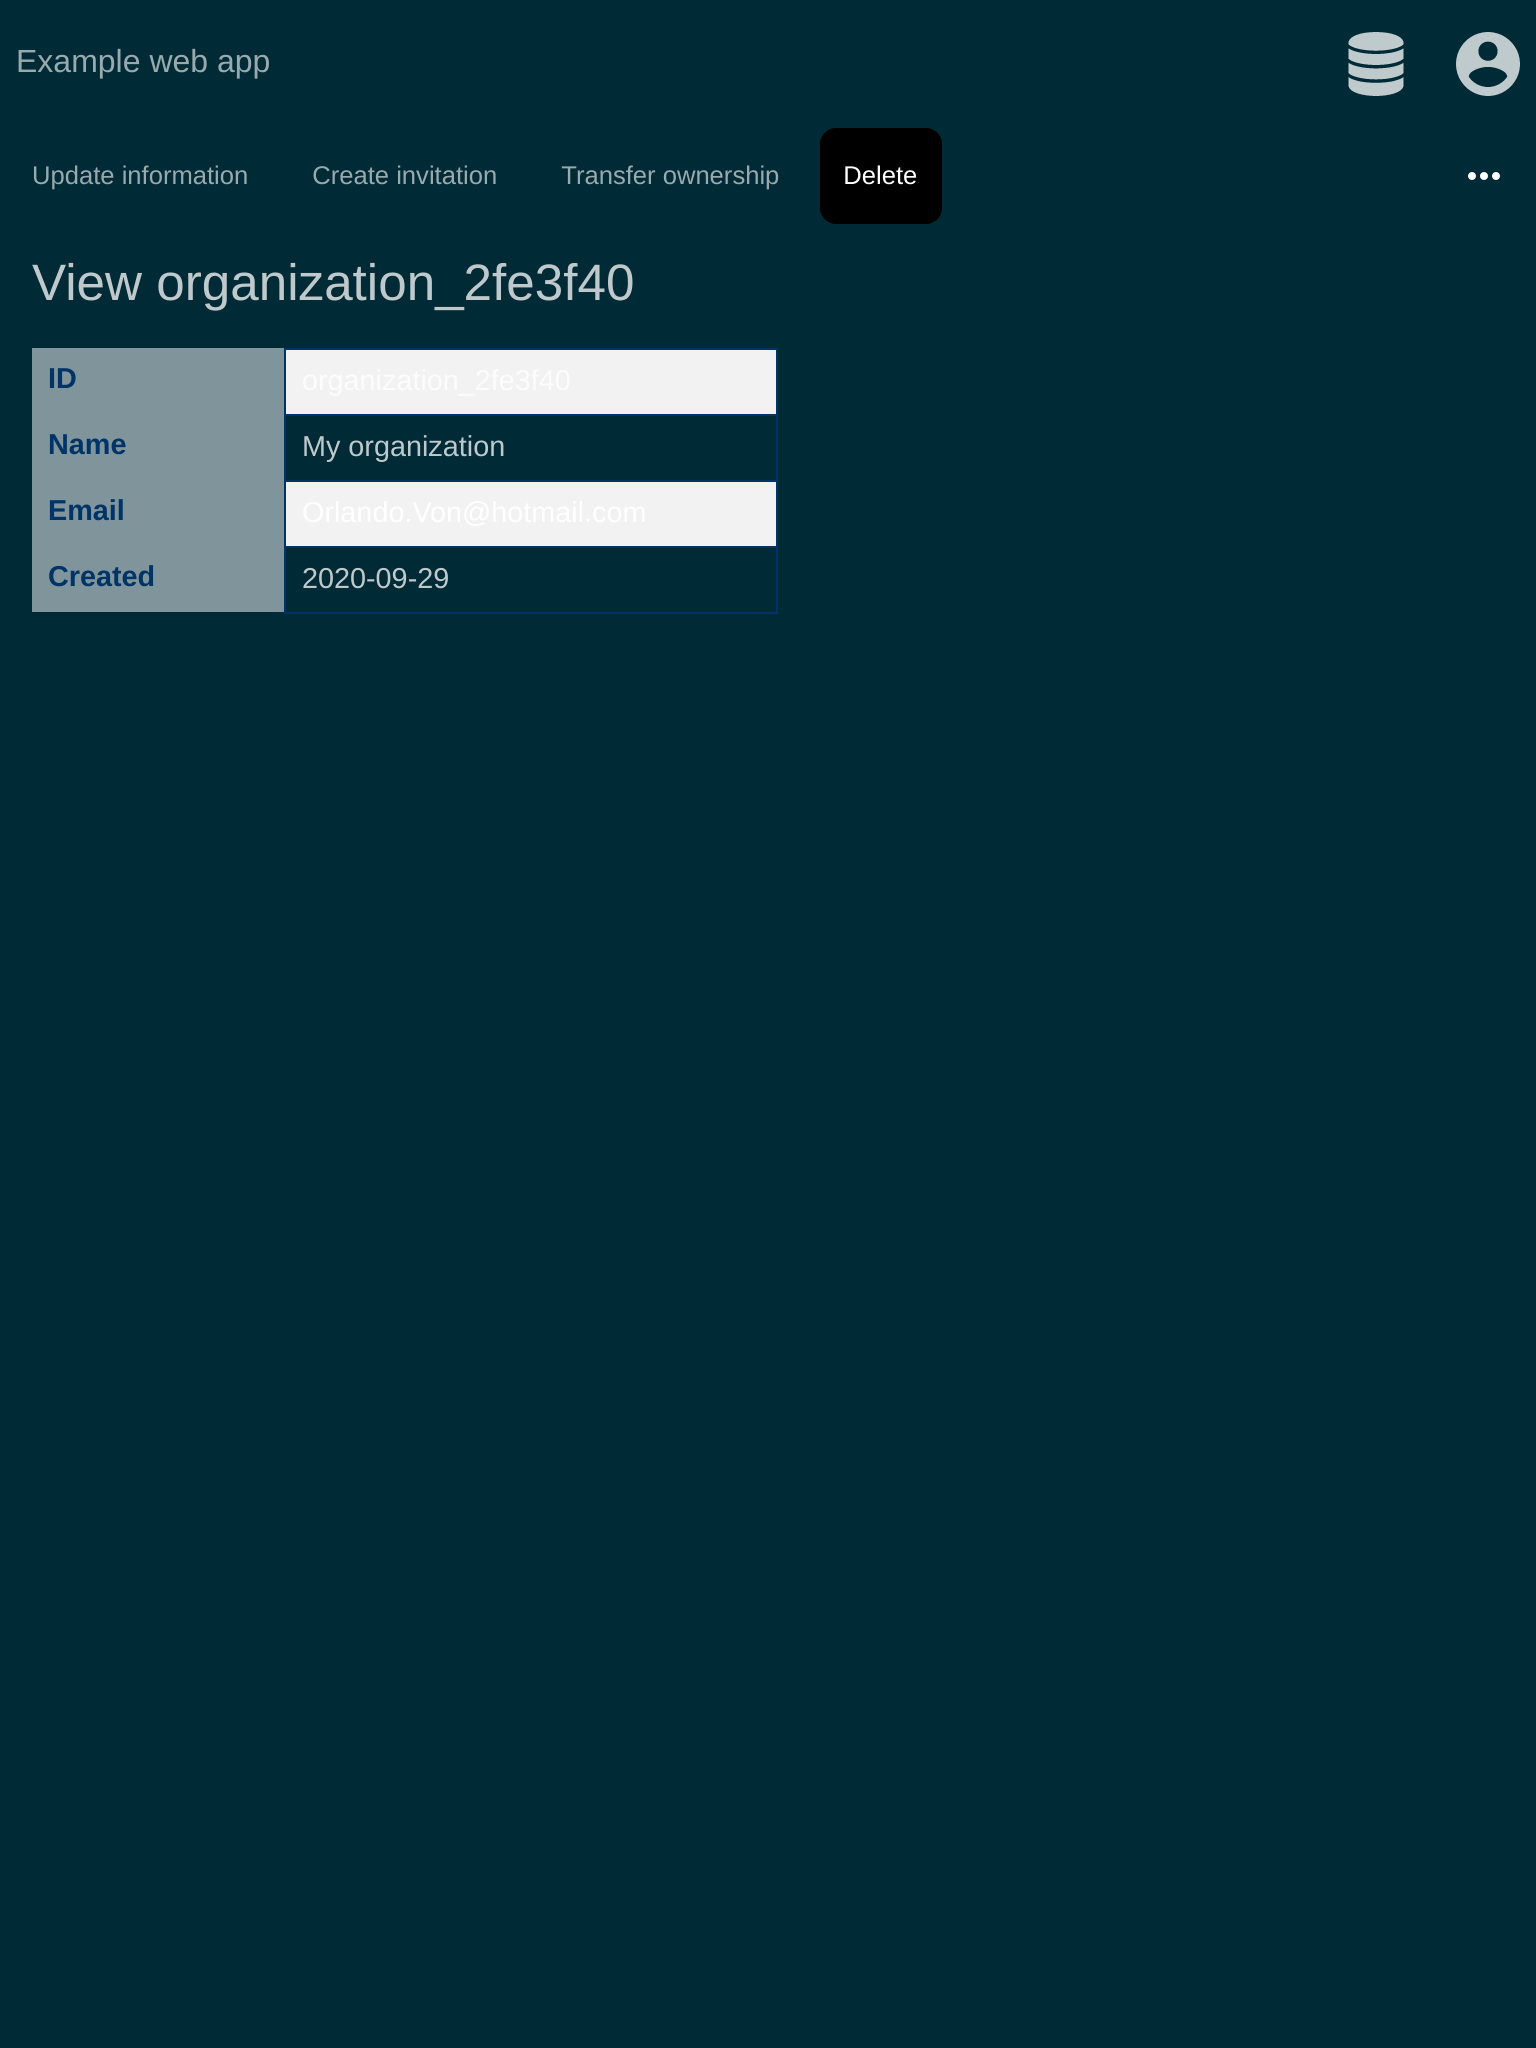 Example web app
Update information Create invitation Transfer ownership Delete
View organization_2fe3f40
ID organization_2fe3f40
Name My organization
Email Orlando.Von@hotmail.com
Created 2020-09-29